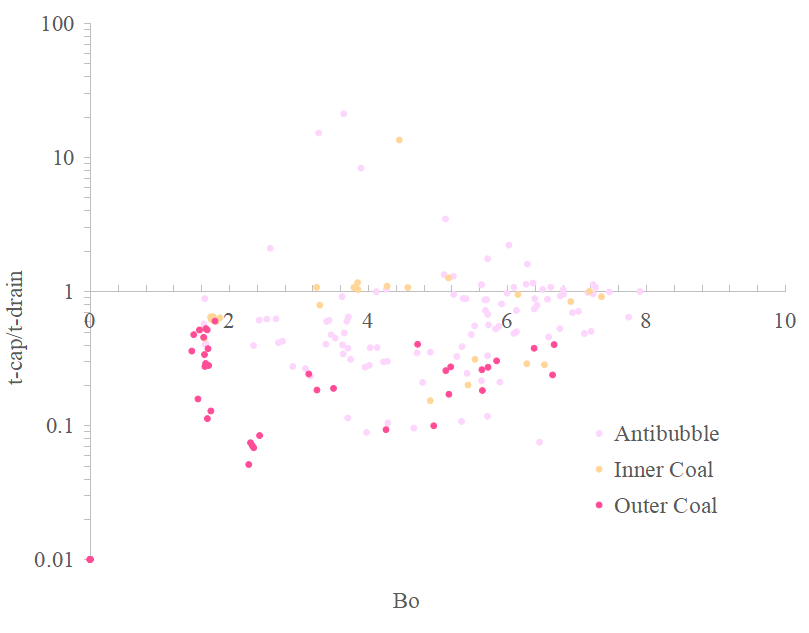 100
10
1
0
2
4
6
8
10
t-cap/t-drain
0.1
Antibubble
Inner Coal
Outer Coal
0.01
Bo